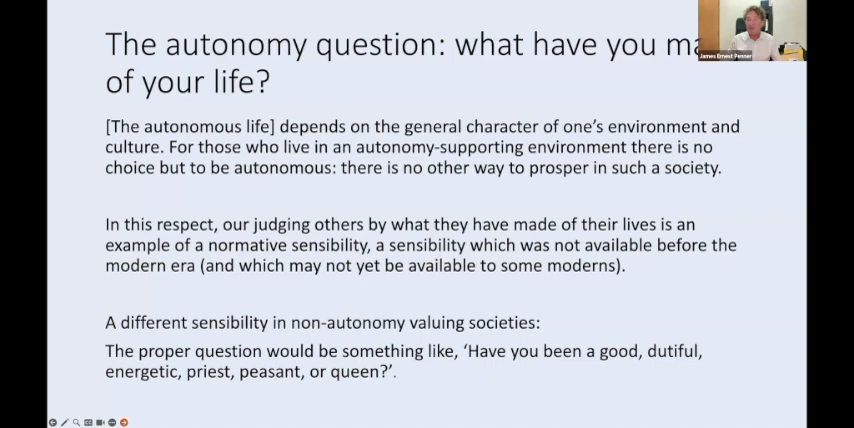 The autonomy question: what have you ma
of your life?
James Ernest Penner
[The autonomous life] depends on the general character of one's environment and
culture. For those who live in an autonomy-supporting environment there is no
choice but to be autonomous: there is no other way to prosper in such a society.
In this respect, our judging others by what they have made of their lives is an
example of a normative sensibility, a sensibility which was not available before the
modern era (and which may not yet be available to some moderns).
A different sensibility in non-autonomy valuing societies:
The proper question would be something like, 'Have you been a good, dutiful,
energetic, priest, peasant, or queen?'.